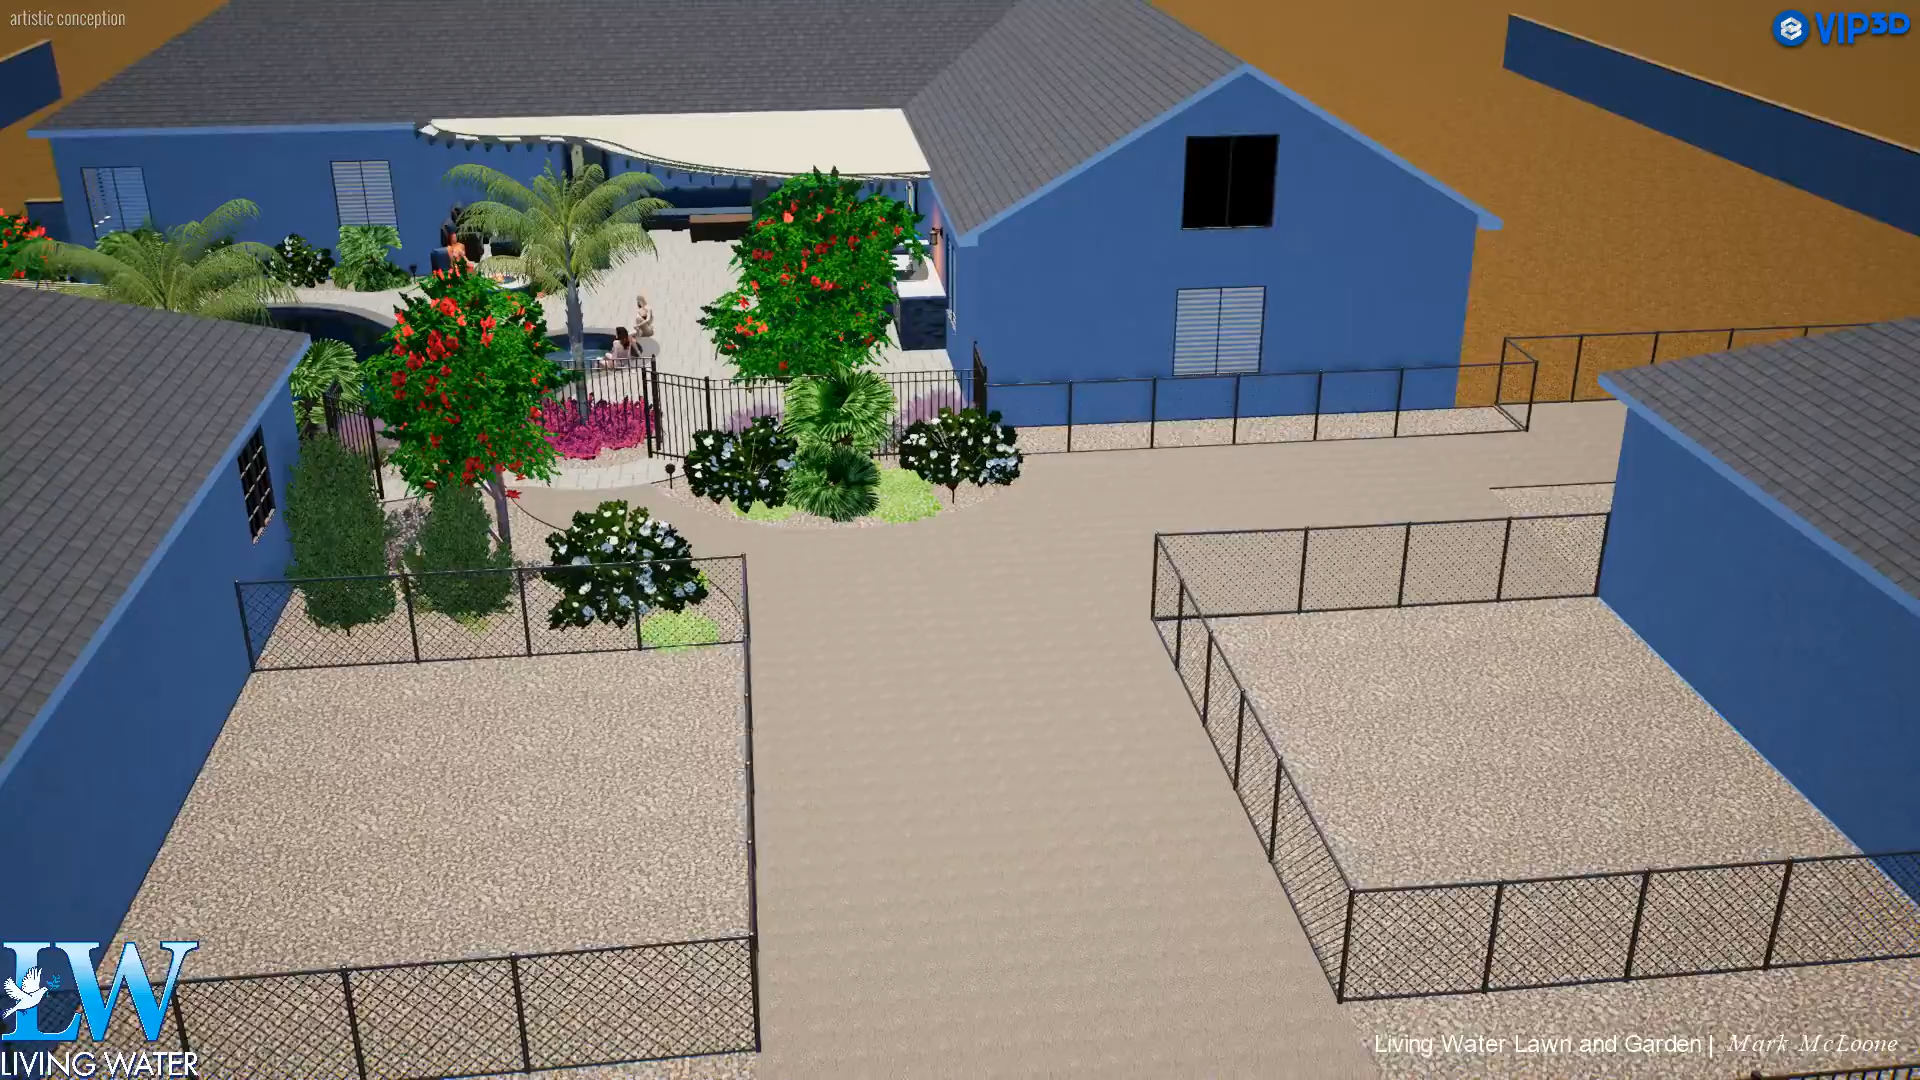 artistic conception
VIP3D
LW
LIVING WATER
Living Water Lawn and Garden | Mark McLoone